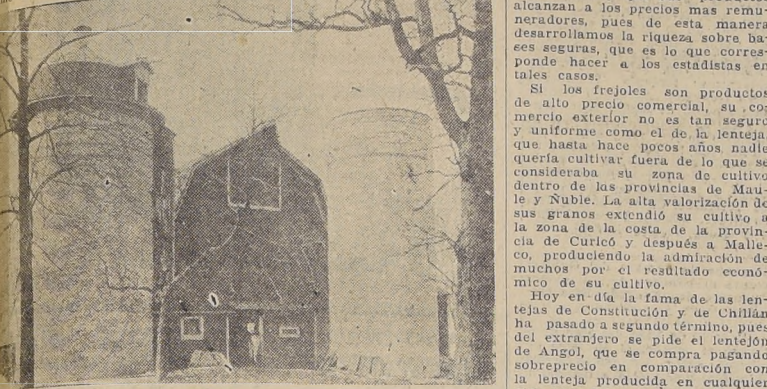 alcanzan a los precios mas remu-
neradores, pues de esta manera
desarrollamos la riqueza sobre ba-
ses seguras, que es lo que corres-
ponde hacer a los estadistas en
tales casos.
Si los frejoles son productos
de alto precio comercial, su co-
mercio exterior no es tan seguro
y uniforme como el de la lenteja,
que hasta hace pocos años nadie
quería cultivar fuera de lo que se
consideraba su zona de cultivo
dentro de las provincias de Mau-
le y Ñuble. La alta valorización de
sus granos extendió su cultivo a
la zona de la costa de la provin-
cia de Curicó y después a Malle-
co, produciendo la admiración de
muchos por el resultado econó-
mico de su cultivo.
Hoy en día la fama de las len-
tejas de Constitución y de Chillán
ha pasado a segundo término, pues
del extranjero se pide el lentejón
de Angol, que se compra pagando
sobreprecio en comparación con
la lenteja producida en cualquier